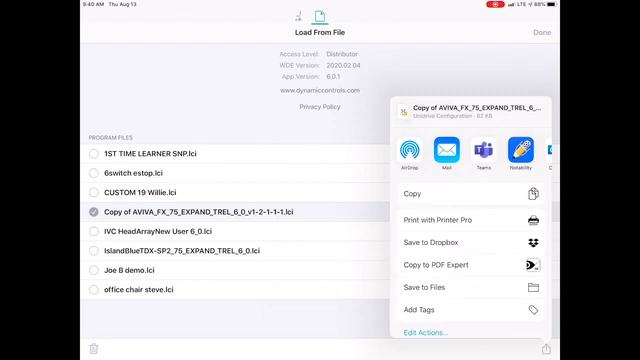 9:40 AM Thu Aug 13
LTE 88%
Load From File
Done
Access Level: Distributor
WDE Version: 2020.02.04
App Version: 6.0.1
www.dynamiccontrols.com
Privacy Policy
PROGRAM FILES
1ST TIME LEARNER SNP.lci
6switch estop.lci
CUSTOM 19 Willie.lci
Copy of AVIVA_FX_75_EXPAND_TREL_6_0_v1-2-1-1-1.lci
IVC HeadArrayNew User 6_0.lci
IslandBlueTDX-SP2_75_EXPAND_TREL_6_0.lci
Joe B demo.lci
office chair steve.lci
Copy of AVIVA_FX_75_EXPAND_TREL_6_...
Unidrive Configuration · 82 KB
AirDrop
Mail
Teams
Notability
Copy
Print with Printer Pro
Save to Dropbox
Copy to PDF Expert
Save to Files
Add Tags
Edit Actions...